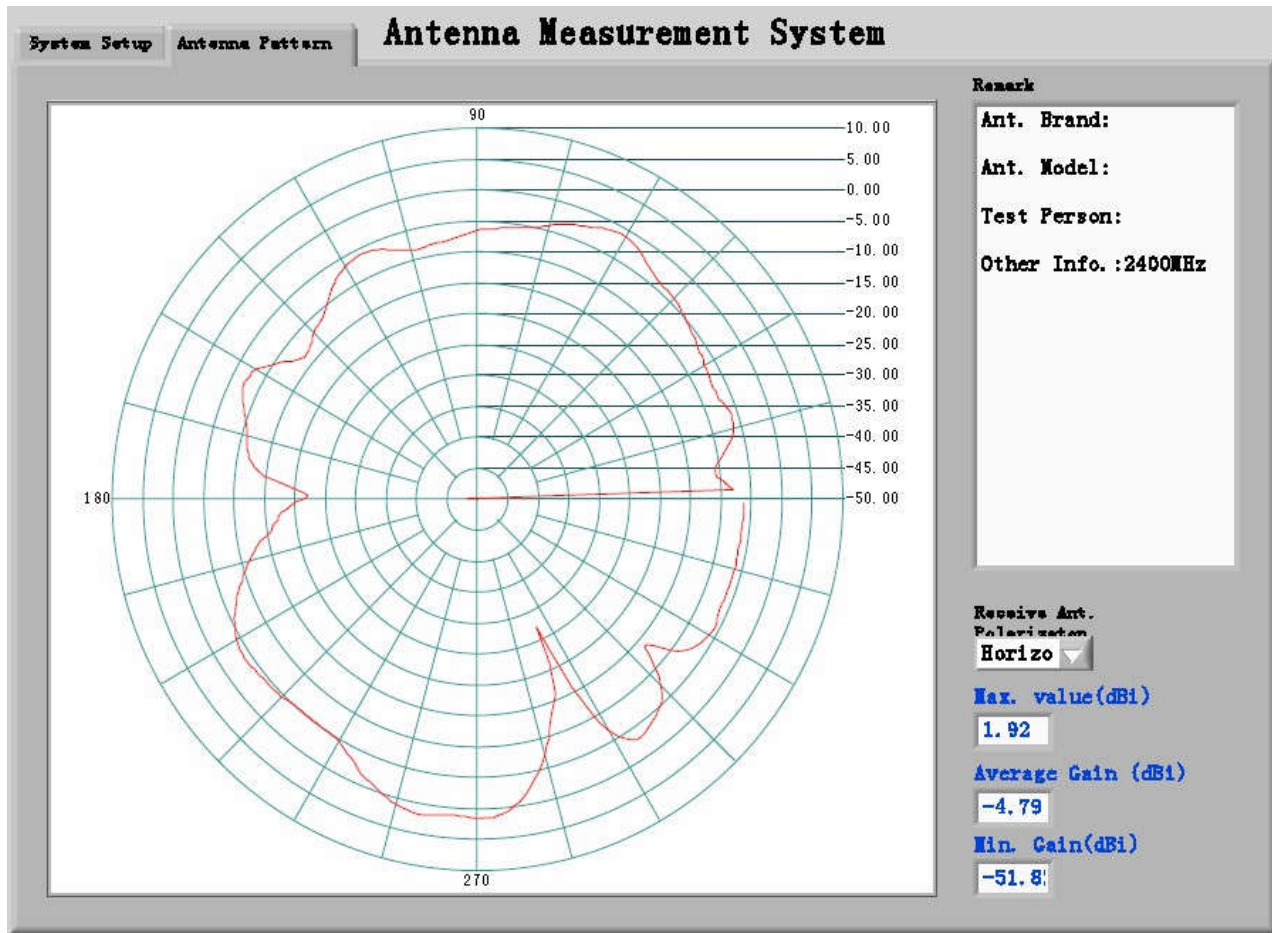 Antenna Measurement System
System Setup
Antenna Pattern
90
10.00
5.00
0.00
-5.00
-10.00
-15.00
-20.00
-25.00
-30.00
-35.00
-40.00
-45.00
-50.00
180
270
Remark
Ant. Brand:
Ant. Model:
Test Person:
Other Info.:2400MHz
Receive Ant.
Polarizaton
Horizo
Max. value(dBi)
1.92
Average Gain (dBi)
-4.79
Min. Gain(dBi)
-51.8